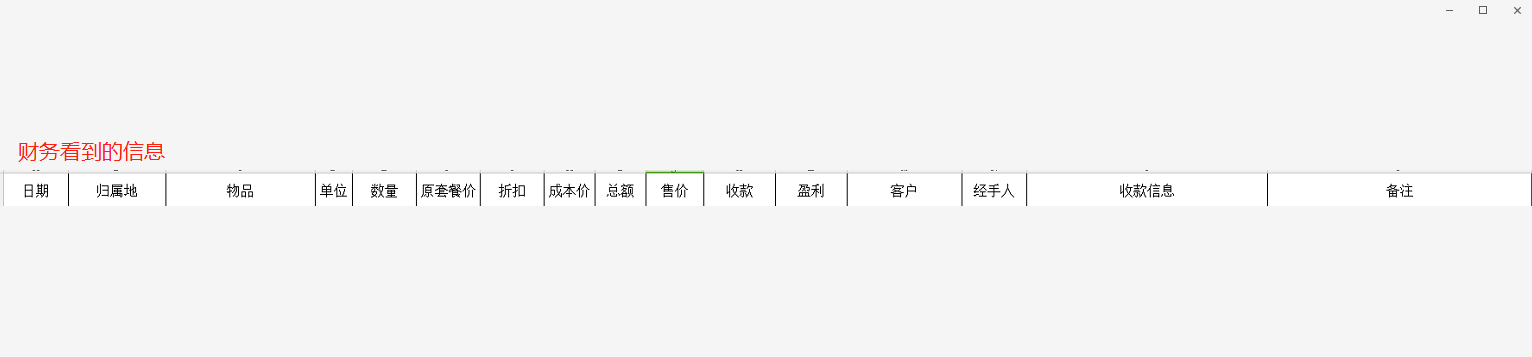 财务看到的信息
日期 归属地 物品 单位 数量 原套餐价 折扣 成本价 总额 售价 收款 盈利 客户 经手人 收款信息 备注